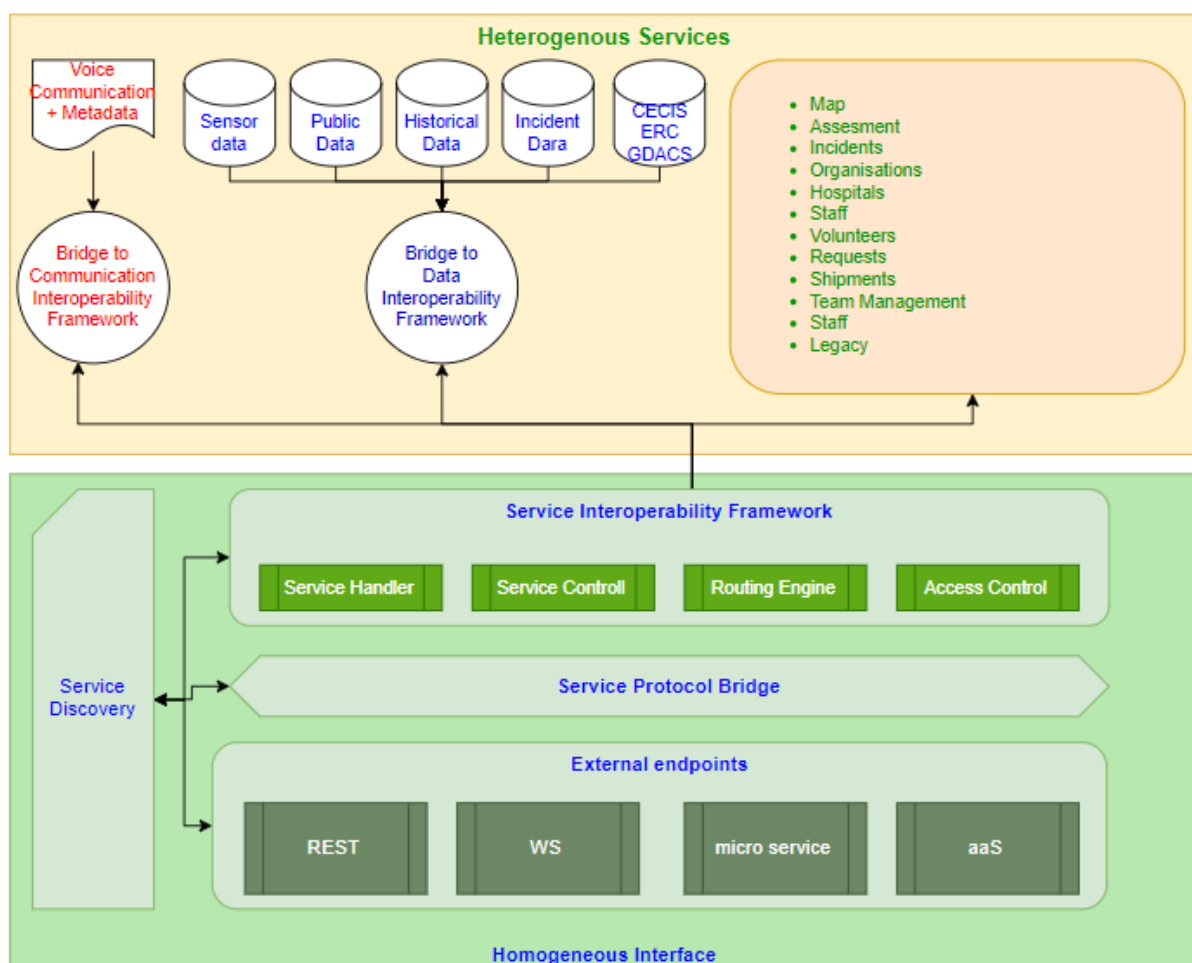 Heterogenous Services
Voice
Communication
+ Metadata
Sensor
data
Public
Data
Historical
Data
Incident
Dara
CECIS
ERC
GDACS
Map
Assesment
Incidents
Organisations
Hospitals
Staff
Volunteers
Requests
Shipments
Team Management
Staff
Legacy
Bridge to
Communication
Interoperability
Framework
Bridge to
Data
Interoperability
Framework
Service Interoperability Framework
Service Handler
Service Controll
Routing Engine
Access Control
Service
Discovery
Service Protocol Bridge
External endpoints
REST
WS
micro service
aaS
Homogeneous Interface